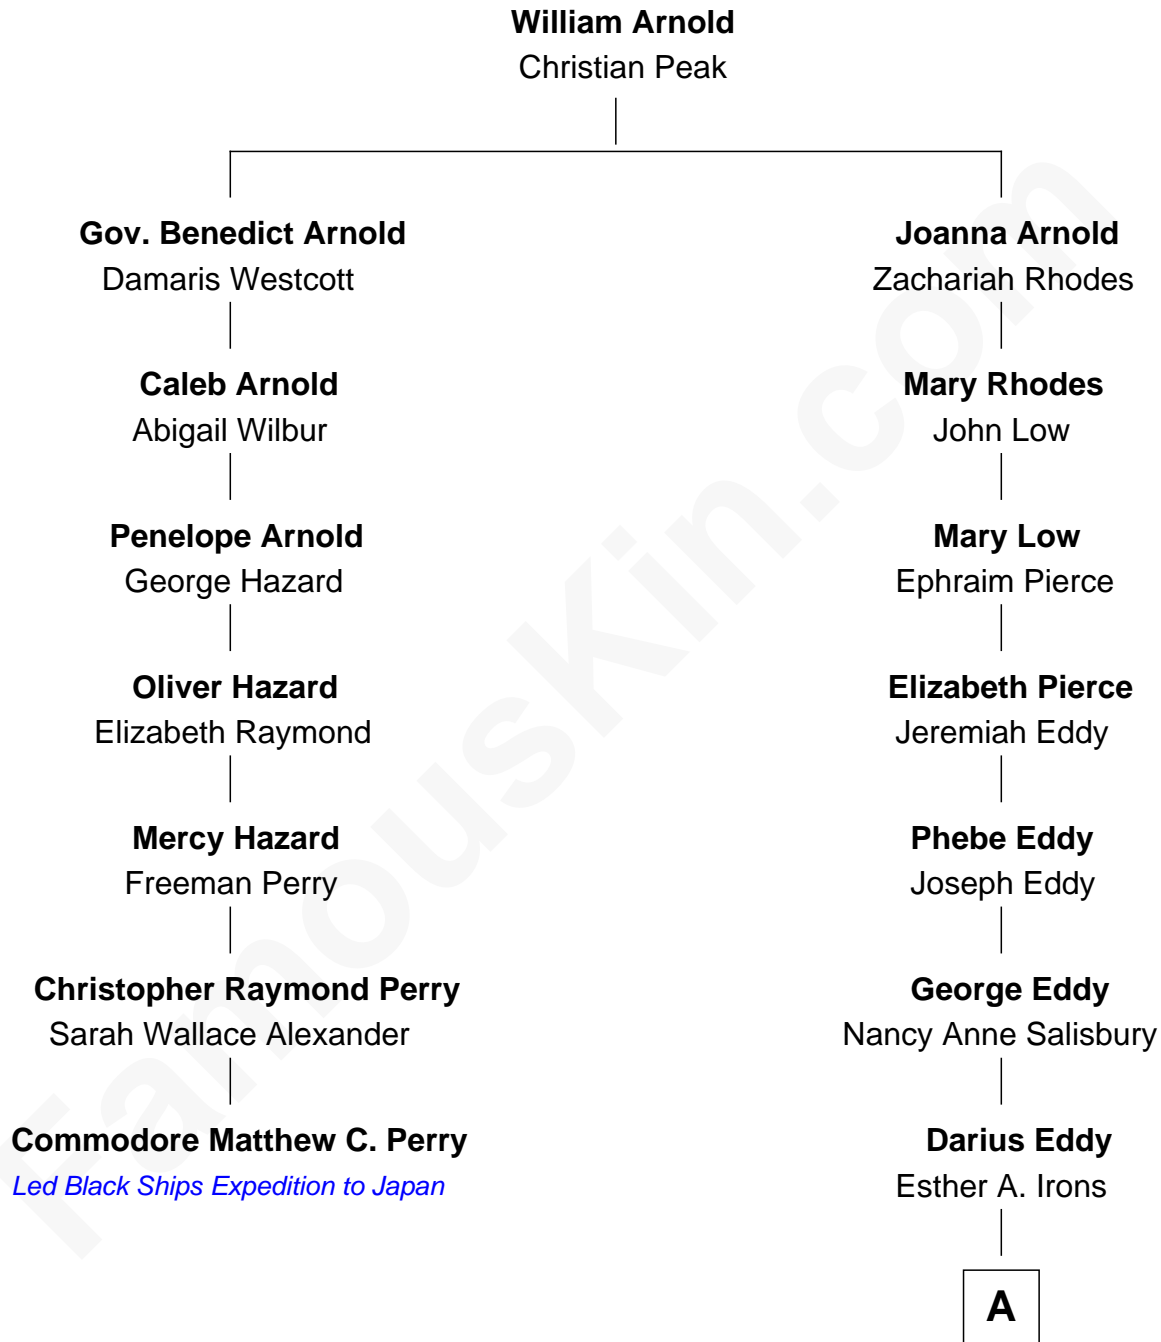 William Arnold
Christian Peak
Gov. Benedict Arnold
Damaris Westcott
Joanna Arnold
Zachariah Rhodes
Caleb Arnold
Abigail Wilbur
Mary Rhodes
John Low
Penelope Arnold
George Hazard
Mary Low
Ephraim Pierce
Oliver Hazard
Elizabeth Raymond
Elizabeth Pierce
Jeremiah Eddy
Mercy Hazard
Freeman Perry
Phebe Eddy
Joseph Eddy
Christopher Raymond Perry
Sarah Wallace Alexander
George Eddy
Nancy Anne Salisbury
Commodore Matthew C. Perry
Led Black Ships Expedition to Japan
Darius Eddy
Esther A. Irons
A
FamousKin.com